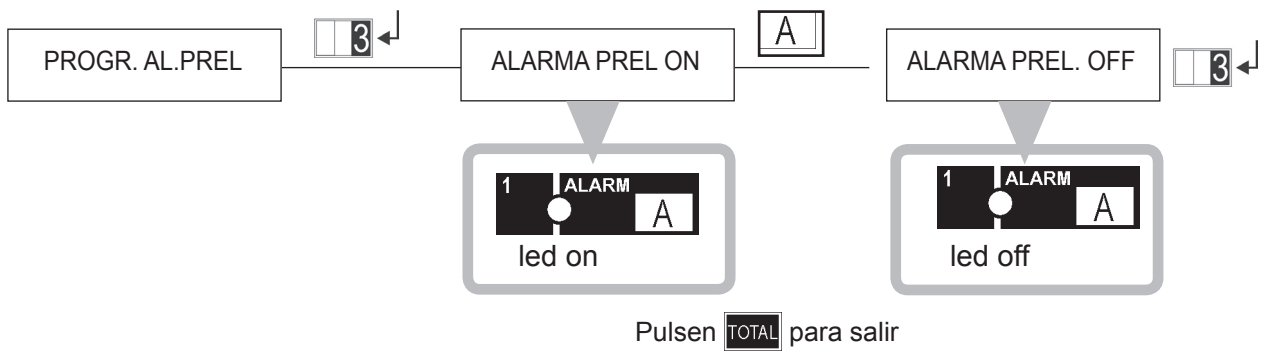 PROGR. AL.PREL
3
ALARMA PREL ON
A
ALARMA PREL. OFF
3
1 ALARM
A
led on
1 ALARM
A
led off
Pulsen TOTAL para salir